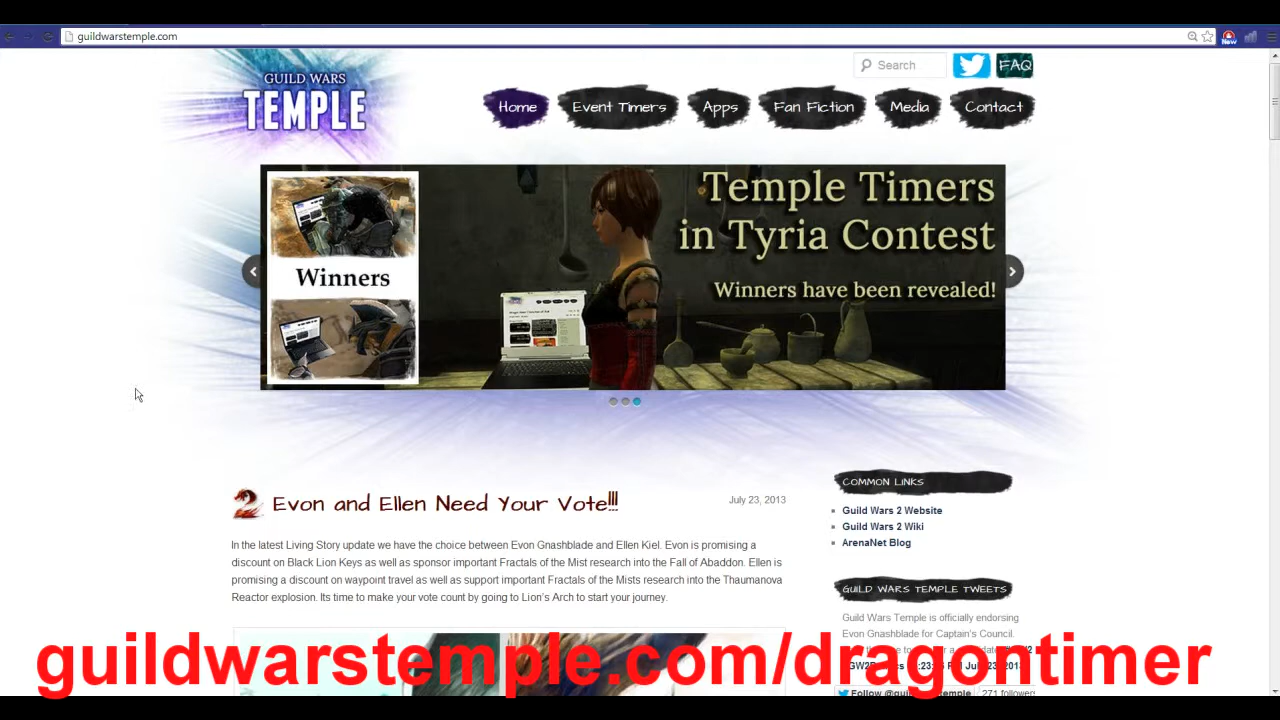 guildwarstemple.com
New
GUILD WARS
TEMPLE
Search
FAQ
Home
Event Timers
Apps
Fan Fiction
Media
Contact
Winners
Temple Timers
in Tyria Contest
Winners have been revealed!
Evon and Ellen Need Your Vote!!!
July 23, 2013
In the latest Living Story update we have the choice between Evon Gnashblade and Ellen Kiel. Evon is promising a
discount on Black Lion Keys as well as sponsor important Fractals of the Mist research into the Fall of Abaddon. Ellen is
promising a discount on waypoint travel as well as support important Fractals of the Mists research into the Thaumanova
Reactor explosion. Its time to make your vote count by going to Lion's Arch to start your journey.
COMMON LINKS
Guild Wars 2 Website
Guild Wars 2 Wiki
ArenaNet Blog
GUILD WARS TEMPLE TWEETS
Guild Wars Temple is officially endorsing
Evon Gnashblade for Captain's Council.
Follow @guildwarstemple
271 followers
guildwarstemple.com/dragontimer